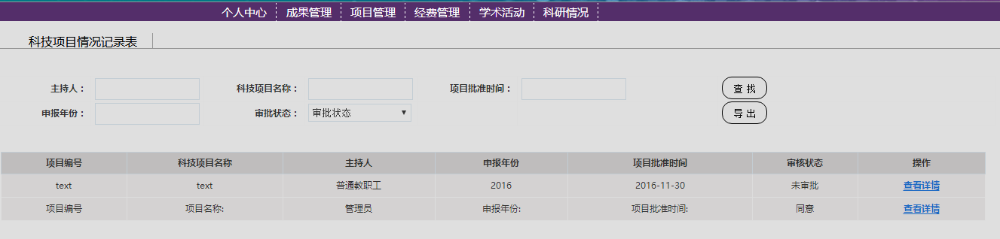 个人中心 成果管理 项目管理 经费管理 学术活动 科研情况
科技项目情况记录表
主持人： 科技项目名称： 项目批准时间： 查 找
申报年份： 审批状态： 审批状态 导 出
项目编号 科技项目名称 主持人 申报年份 项目批准时间 审核状态 操作
text text 普通教职工 2016 2016-11-30 未审批 查看详情
项目编号 项目名称: 管理员 申报年份: 项目批准时间: 同意 查看详情